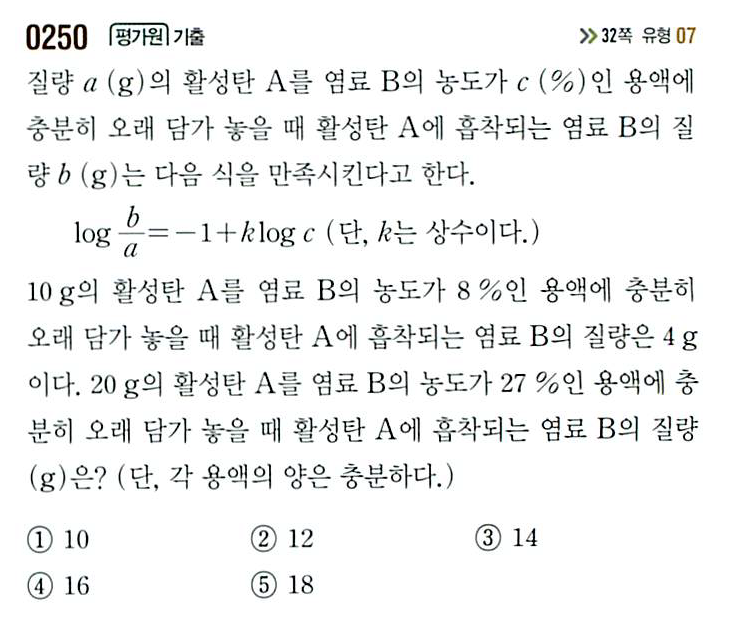 0250 평가원 기출 ≫ 32쪽 유형 07
질량 a (g)의 활성탄 A를 염료 B의 농도가 c (%)인 용액에
충분히 오래 담가 놓을 때 활성탄 A에 흡착되는 염료 B의 질
량 b (g)는 다음 식을 만족시킨다고 한다.
log b/a = -1 + k log c (단, k는 상수이다.)
10 g의 활성탄 A를 염료 B의 농도가 8 %인 용액에 충분히
오래 담가 놓을 때 활성탄 A에 흡착되는 염료 B의 질량은 4 g
이다. 20 g의 활성탄 A를 염료 B의 농도가 27 %인 용액에 충
분히 오래 담가 놓을 때 활성탄 A에 흡착되는 염료 B의 질량
(g)은? (단, 각 용액의 양은 충분하다.)
① 10 ② 12 ③ 14
④ 16 ⑤ 18